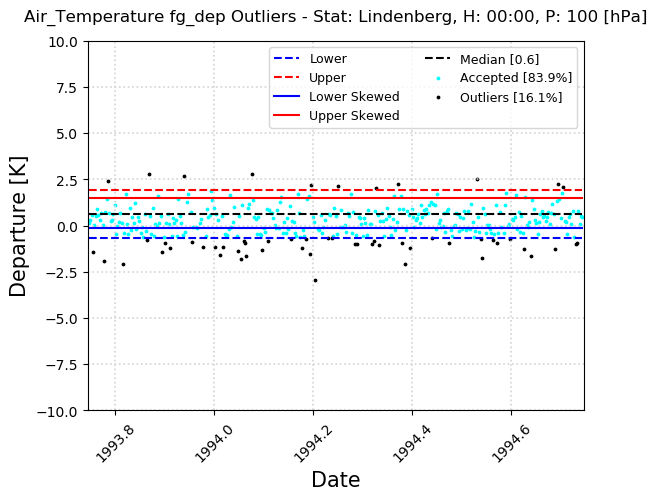 Air_Temperature fg_dep Outliers - Stat: Lindenberg, H: 00:00, P: 100 [hPa]
Lower
Upper
Lower Skewed
Upper Skewed
Median [0.6]
Accepted [83.9%]
Outliers [16.1%]
Departure [K]
10.0
7.5
5.0
2.5
0.0
−2.5
−5.0
−7.5
−10.0
1993.8
1994.0
1994.2
1994.4
1994.6
Date